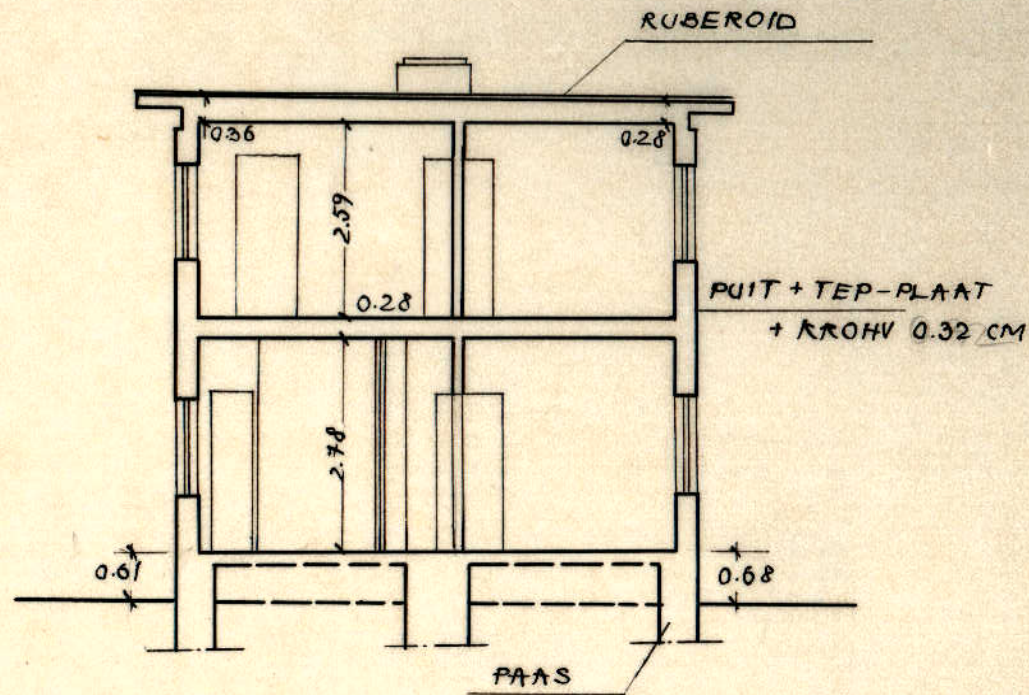 RUBEROID
0.36
0.28
2.59
0.28
PUIT + TEP-PLAAT
+ KROHV 0.32 CM
2.78
0.61
0.68
PAAS